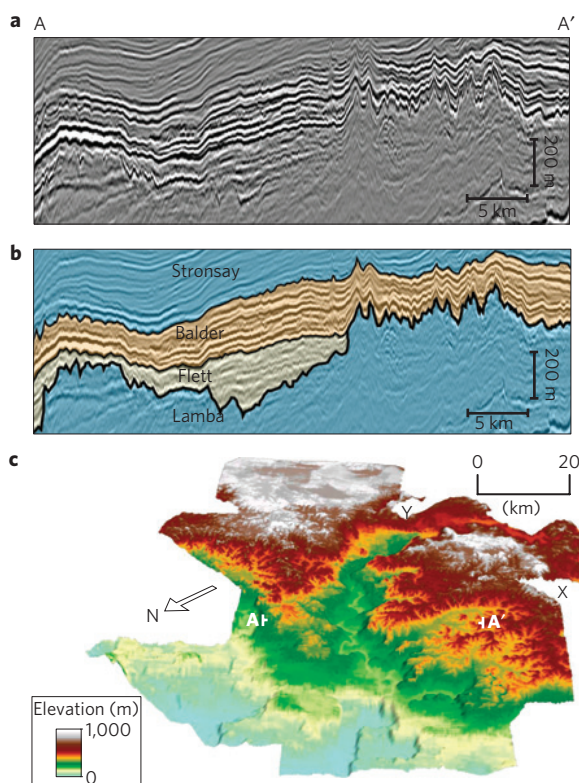 a
A A′
200 m
5 km
b
Stronsay
Balder
Flett
Lamba
200 m
5 km
c
0 20
(km)
Y
X
N
A
A′
Elevation (m)
1,000
0